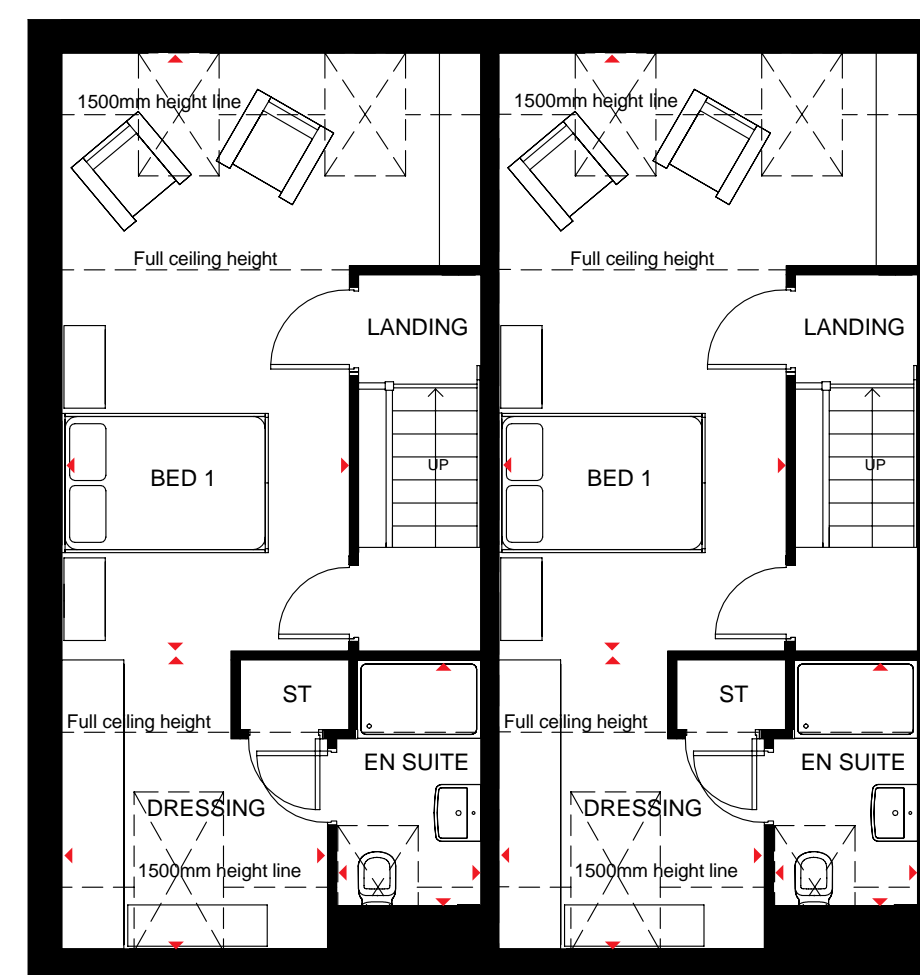 1500mm height line
Full ceiling height
LANDING
BED 1
UP
ST
Full ceiling height
EN SUITE
DRESSING
1500mm height line
1500mm height line
Full ceiling height
LANDING
BED 1
UP
ST
Full ceiling height
EN SUITE
DRESSING
1500mm height line